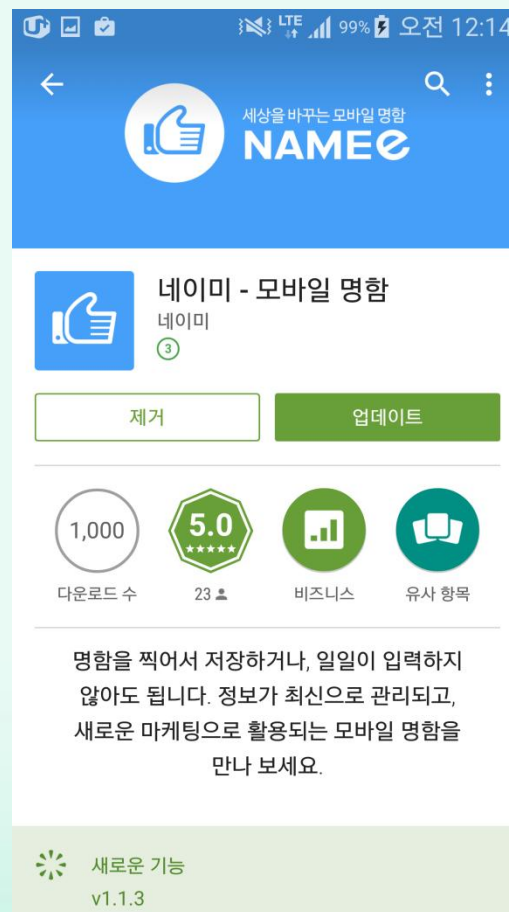 LTE 99% 오전 12:14
세상을 바꾸는 모바일 명함
NAMEE
네이미 - 모바일 명함
네이미
3
제거 업데이트
1,000 5.0
다운로드 수 23 비즈니스 유사 항목
명함을 찍어서 저장하거나, 일일이 입력하지
않아도 됩니다. 정보가 최신으로 관리되고,
새로운 마케팅으로 활용되는 모바일 명함을
만나 보세요.
새로운 기능
v1.1.3